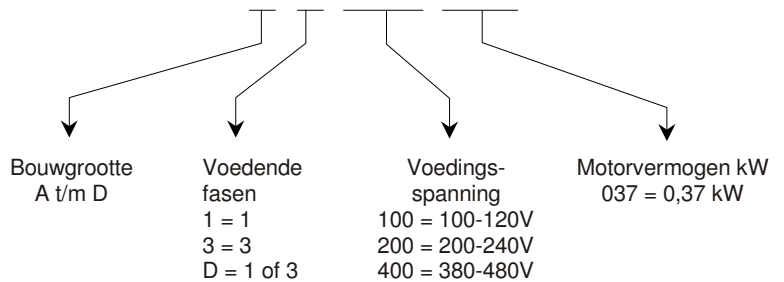 Bouwgrootte
A t/m D
Voedende
fasen
1 = 1
3 = 3
D = 1 of 3
Voedings-
spanning
100 = 100-120V
200 = 200-240V
400 = 380-480V
Motorvermogen kW
037 = 0,37 kW